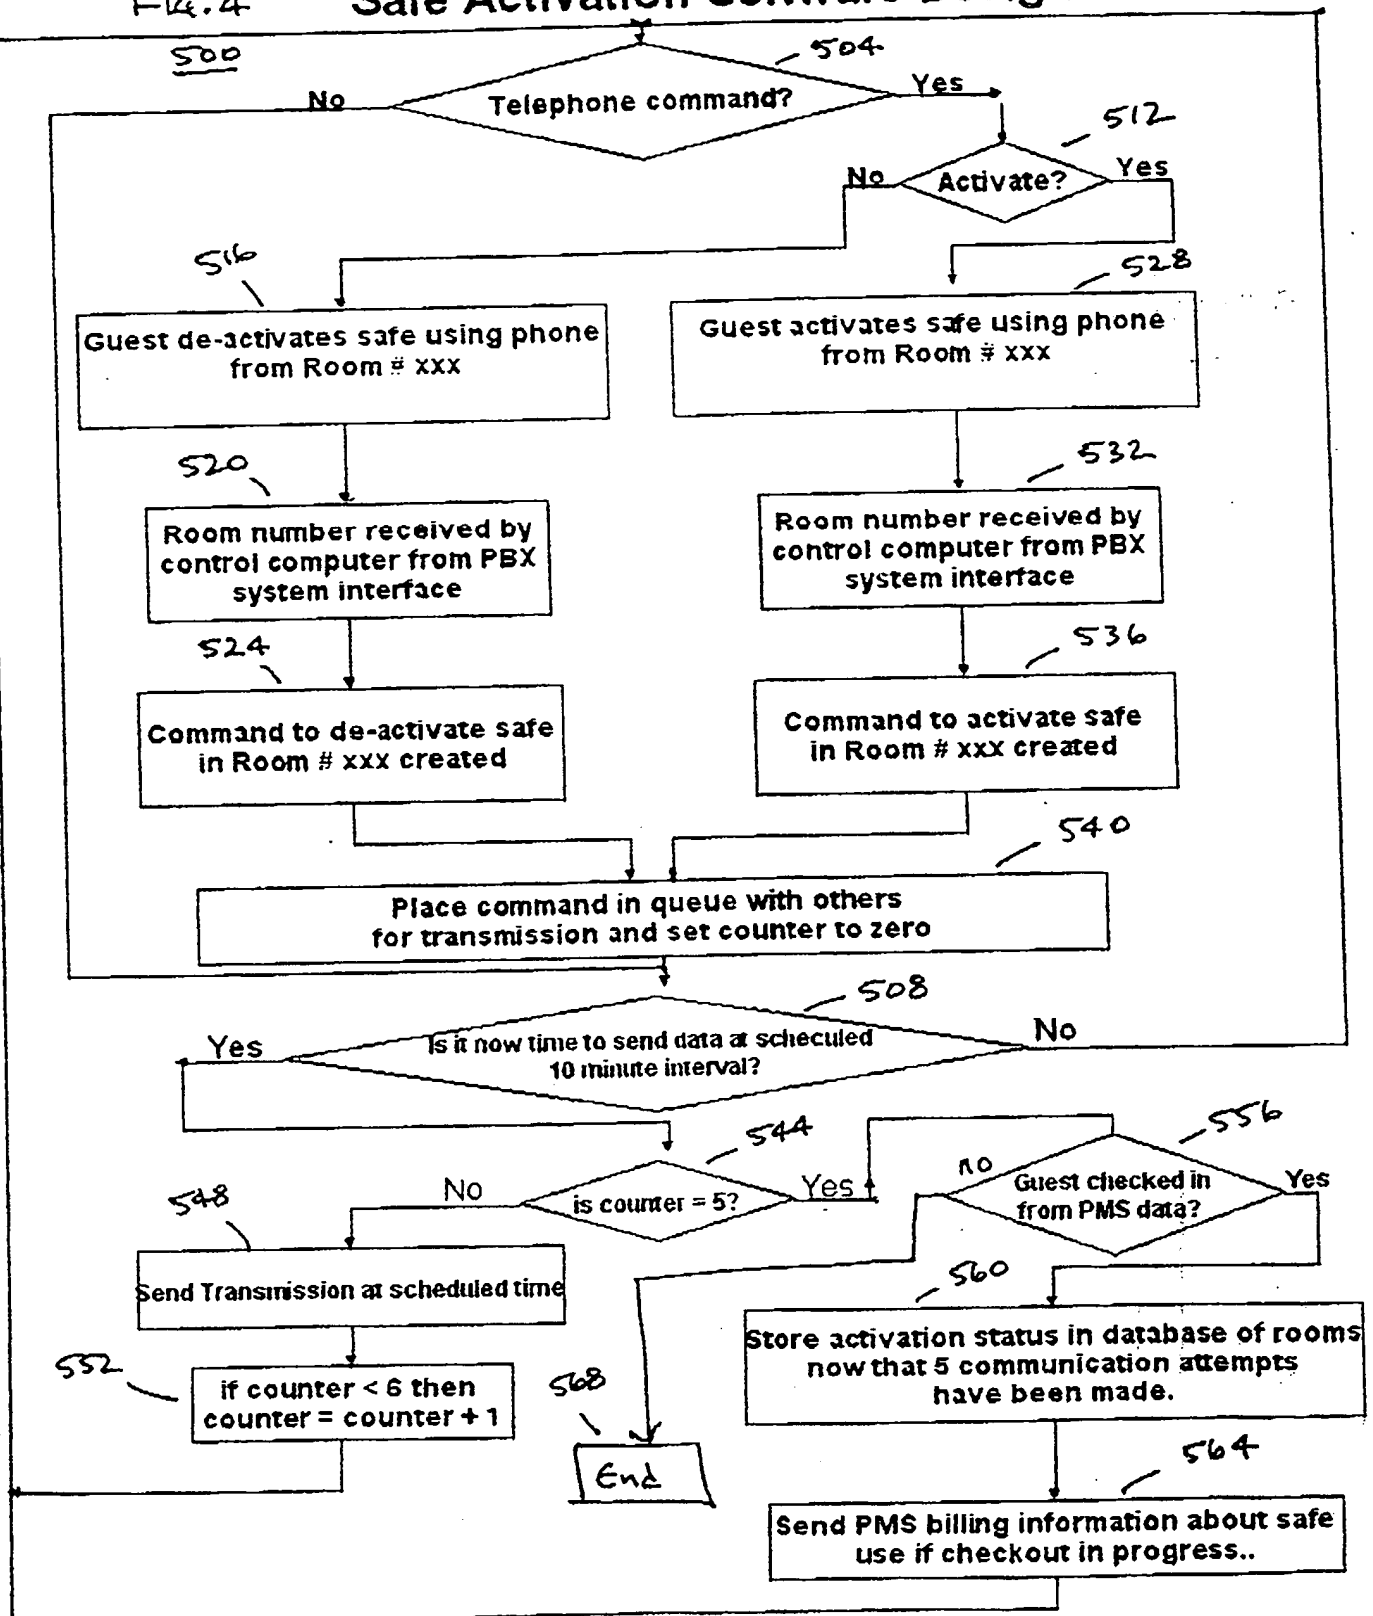 FIG. 4 Safe Activation Software
500
504
No
Telephone command?
Yes
512
No
Activate?
Yes
516
528
Guest de-activates safe using phone
from Room # xxx
Guest activates safe using phone
from Room # xxx
520
532
Room number received by
control computer from PBX
system interface
Room number received by
control computer from PBX
system interface
524
536
Command to de-activate safe
in Room # xxx created
Command to activate safe
in Room # xxx created
540
Place command in queue with others
for transmission and set counter to zero
508
Yes
Is it now time to send data at scheculed
10 minute interval?
No
544
556
548
No
is counter = 5?
Yes
no
Guest checked in
from PMS data?
Yes
Send Transmission at scheduled time
560
Store activation status in database of rooms
now that 5 communication attempts
have been made.
552
if counter < 6 then
counter = counter + 1
568
End
564
Send PMS billing information about safe
use if checkout in progress..